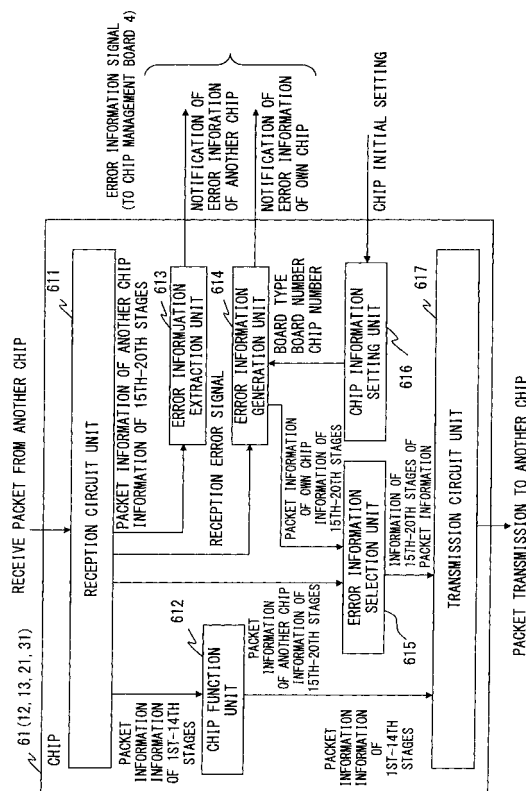 61(12, 13, 21, 31)
RECEIVE PACKET FROM ANOTHER CHIP
CHIP
611
RECEPTION CIRCUIT UNIT
ERROR INFORMATION SIGNAL
(TO CHIP MANAGEMENT BOARD 4)
PACKET INFORMATION OF ANOTHER CHIP
INFORMATION OF 15TH-20TH STAGES
613
ERROR INFORMUATION
EXTRACTION UNIT
NOTIFICATION OF
ERROR INFORATION
OF ANOTHER CHIP
RECEPTION ERROR SIGNAL
614
ERROR INFORMATION
GENERATION UNIT
NOTIFICATION OF
ERROR INFORMATION
OF OWN CHIP
PACKET
INFORMATION
INFORMATION
OF 1ST-14TH
STAGES
612
CHIP FUNCTION
UNIT
PACKET
INFORMATION
OF ANOTHER CHIP
INFORMATION OF
15TH-20TH STAGES
PACKET INFORMATION
OF OWN CHIP
INFORMATION OF
15TH-20TH STAGES
BOARD TYPE
BOARD NUMBER
CHIP NUMBER
CHIP INITIAL SETTING
ERROR INFORMATION
SELECTION UNIT
615
CHIP INFORMATION
SETTING UNIT
616
PACKET
INFORMATION
INFORMATION
OF
1ST-14TH
STAGES
INFORMATION OF
15TH-20TH STAGES OF
PACKET INFORMATION
617
TRANSMISSION CIRCUIT UNIT
PACKET TRANSMISSION TO ANOTHER CHIP